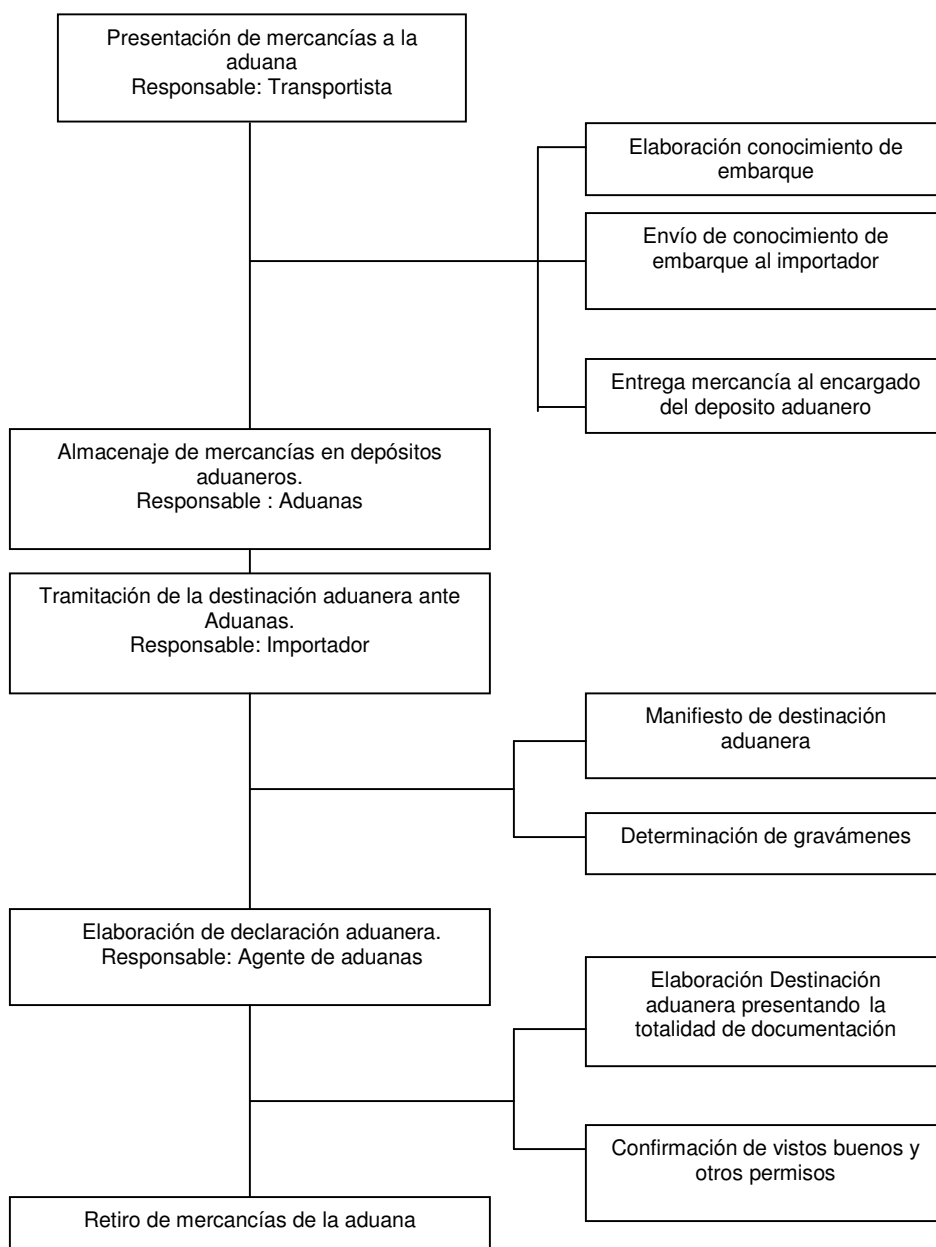 Presentación de mercancías a la
aduana
Responsable: Transportista
Elaboración conocimiento de
embarque
Envío de conocimiento de
embarque al importador
Entrega mercancía al encargado
del deposito aduanero
Almacenaje de mercancías en depósitos
aduaneros.
Responsable : Aduanas
Tramitación de la destinación aduanera ante
Aduanas.
Responsable: Importador
Manifiesto de destinación
aduanera
Determinación de gravámenes
Elaboración de declaración aduanera.
Responsable: Agente de aduanas
Elaboración Destinación
aduanera presentando la
totalidad de documentación
Confirmación de vistos buenos y
otros permisos
Retiro de mercancías de la aduana